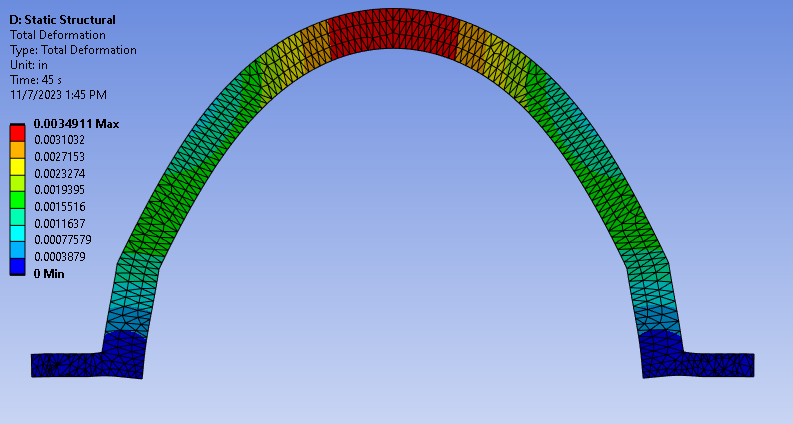 D: Static Structural
Total Deformation
Type: Total Deformation
Unit: in
Time: 45 s
11/7/2023 1:45 PM
0.0034911 Max
0.0031032
0.0027153
0.0023274
0.0019395
0.0015516
0.0011637
0.00077579
0.0003879
0 Min